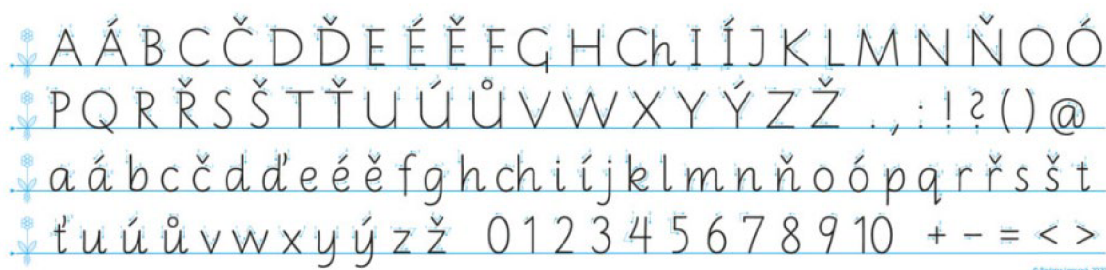 A Á B C Č D Ď E É Ě F G H Ch I Í J K L M N Ň O Ó
P Q R Ř S Š T Ť U Ú Ů V W X Y Ý Z Ž . , : ! ? ( ) @
a á b c č d ď e é ě f g h ch i í j k l m n ň o ó p q r ř s š t
ť u ú ů v w x y ý z ž 0 1 2 3 4 5 6 7 8 9 10 + - = < >